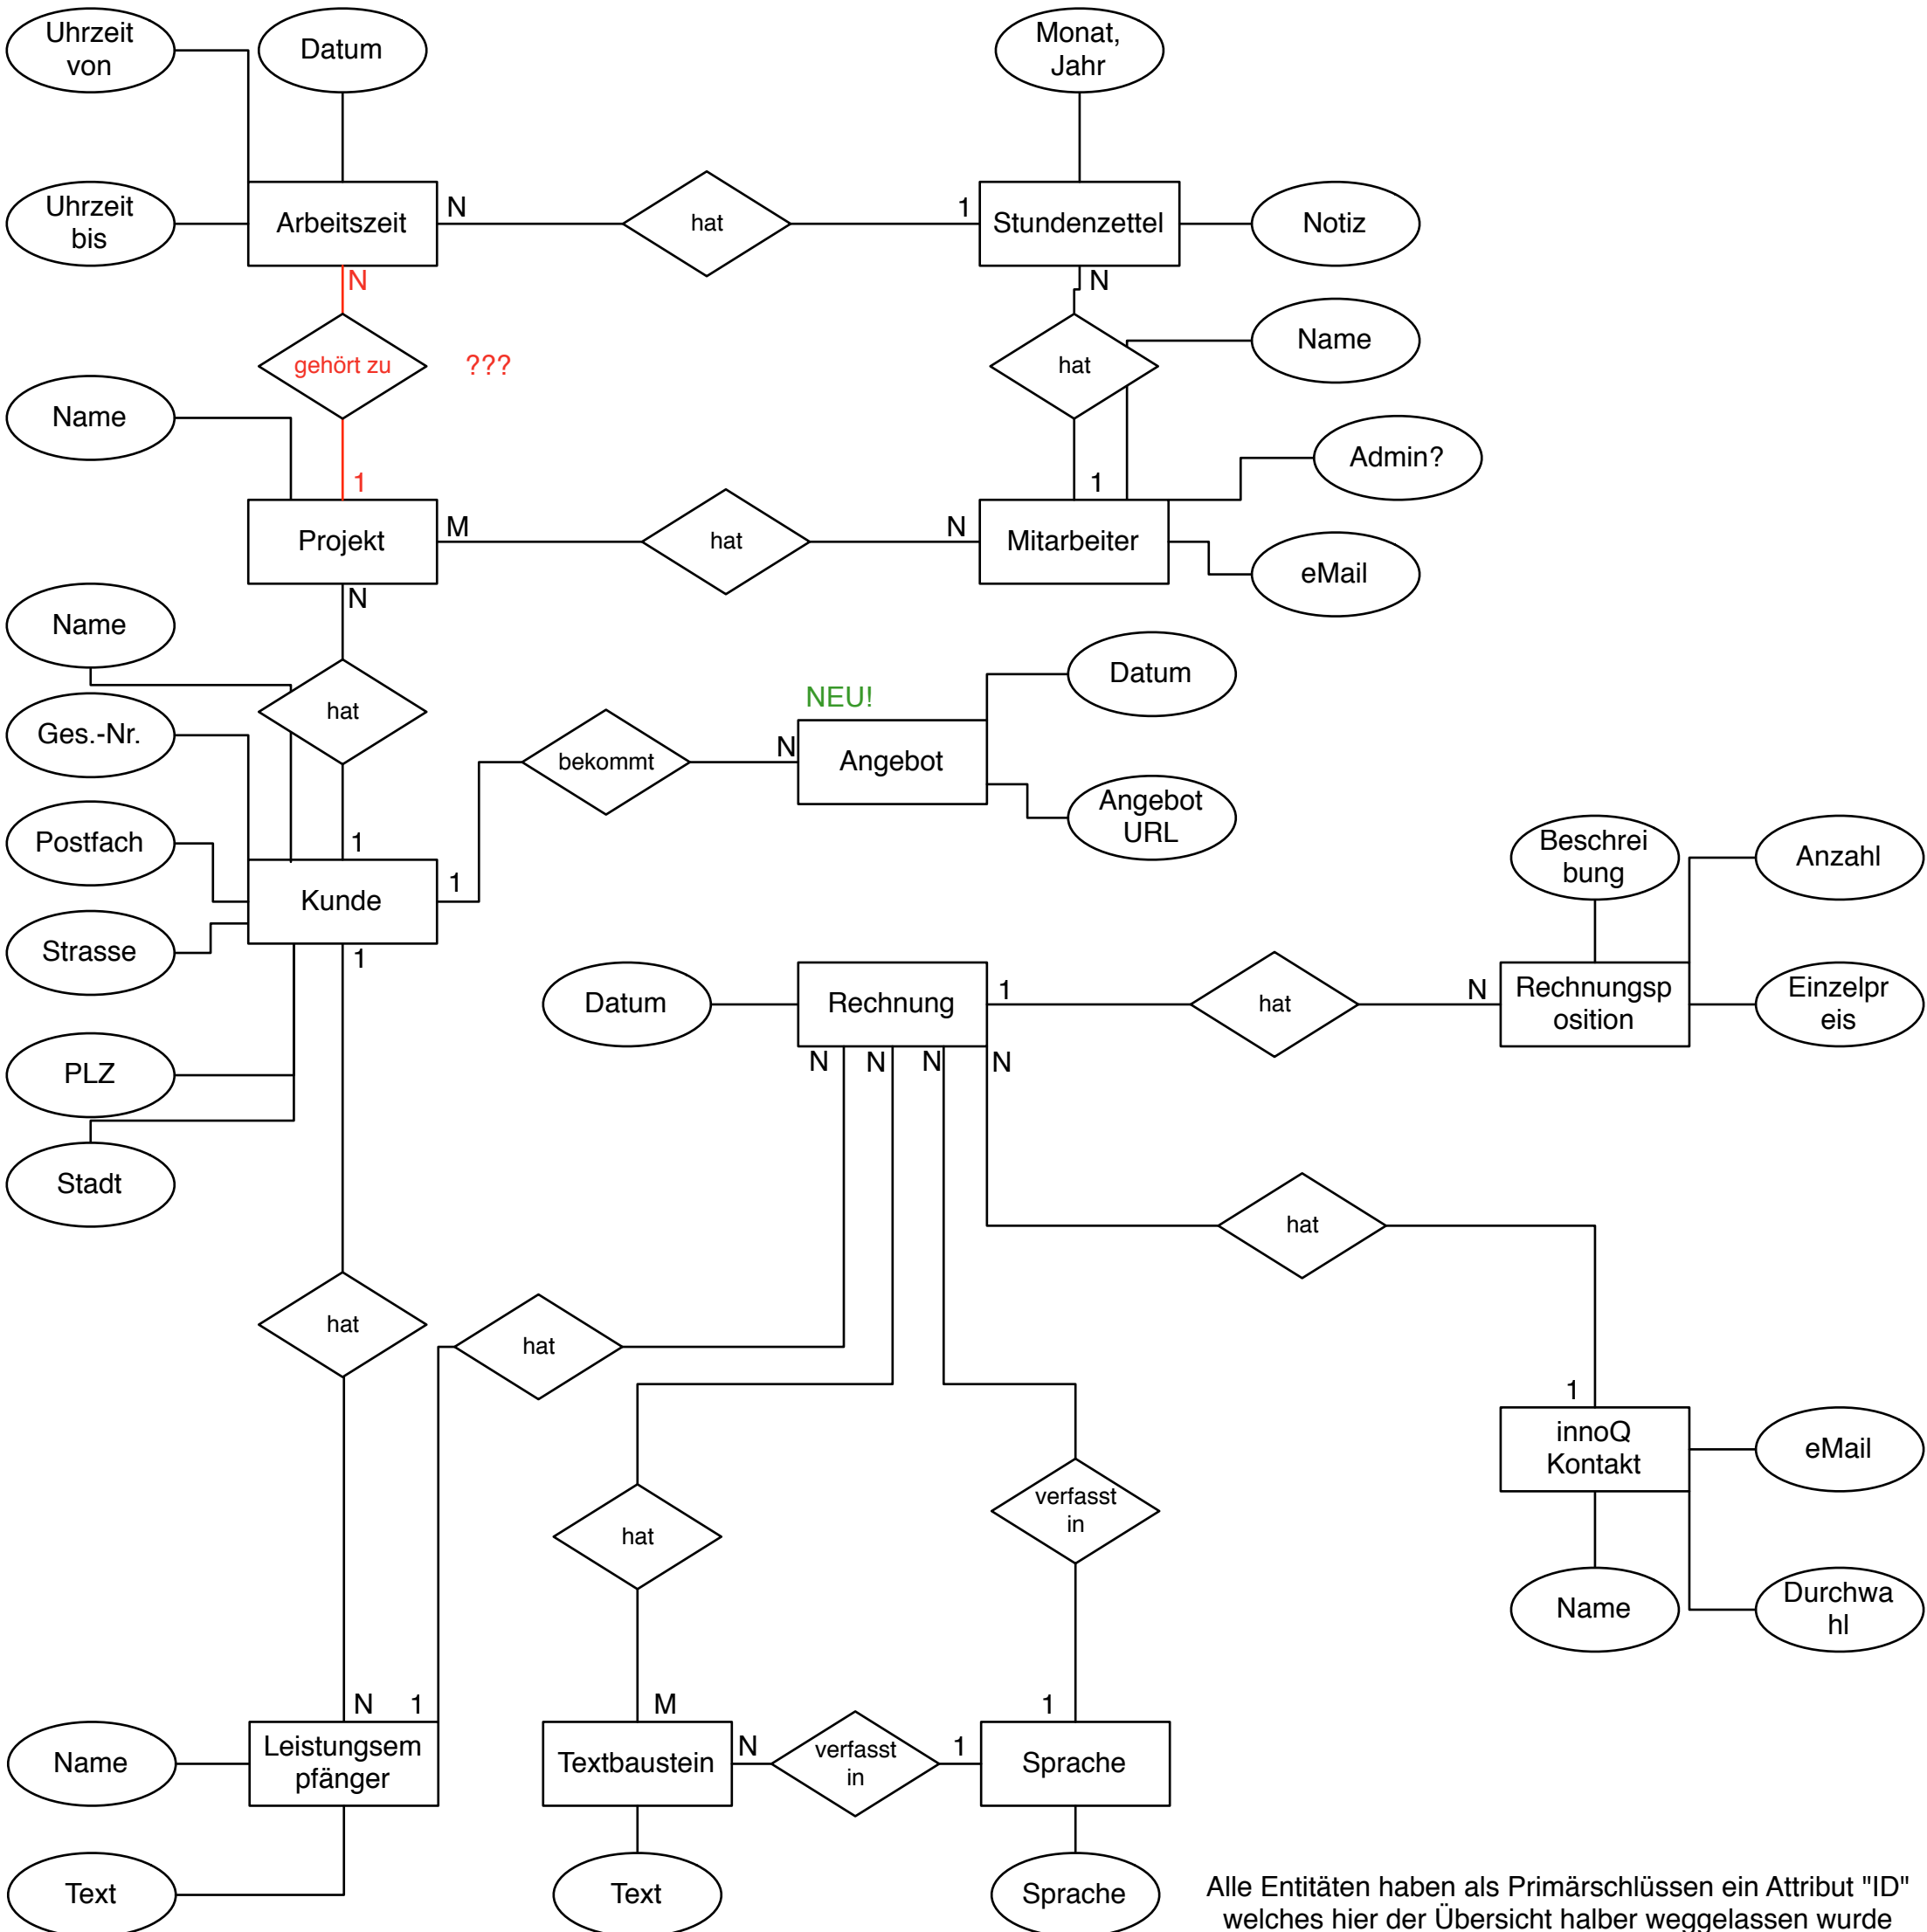 Uhrzeit
von
Datum
Monat,
Jahr
Uhrzeit
bis
Arbeitszeit
N
hat
1
Stundenzettel
Notiz
N
N
gehört zu
???
hat
Name
Name
1
1
Admin?
Projekt
M
hat
N
Mitarbeiter
eMail
N
Name
hat
Datum
NEU!
Ges.-Nr.
bekommt
N
Angebot
Angebot
URL
Postfach
1
Kunde
1
Beschrei
bung
Anzahl
Strasse
1
Datum
Rechnung
1
hat
N
Rechnungsp
osition
Einzelpr
eis
PLZ
N
N
N
N
Stadt
hat
hat
hat
1
innoQ
Kontakt
eMail
verfasst
in
hat
Name
Durchwa
hl
N
1
M
1
Name
Leistungsem
pfänger
Textbaustein
N
verfasst
in
1
Sprache
Text
Text
Sprache
Alle Entitäten haben als Primärschlüssen ein Attribut "ID"
welches hier der Übersicht halber weggelassen wurde